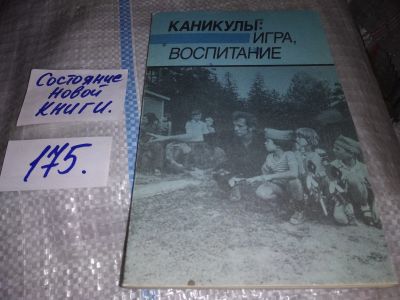 КАНИКУЛЫ:
ИГРА,
ВОСПИТАНИЕ
Состояние
новой
книги.
175.